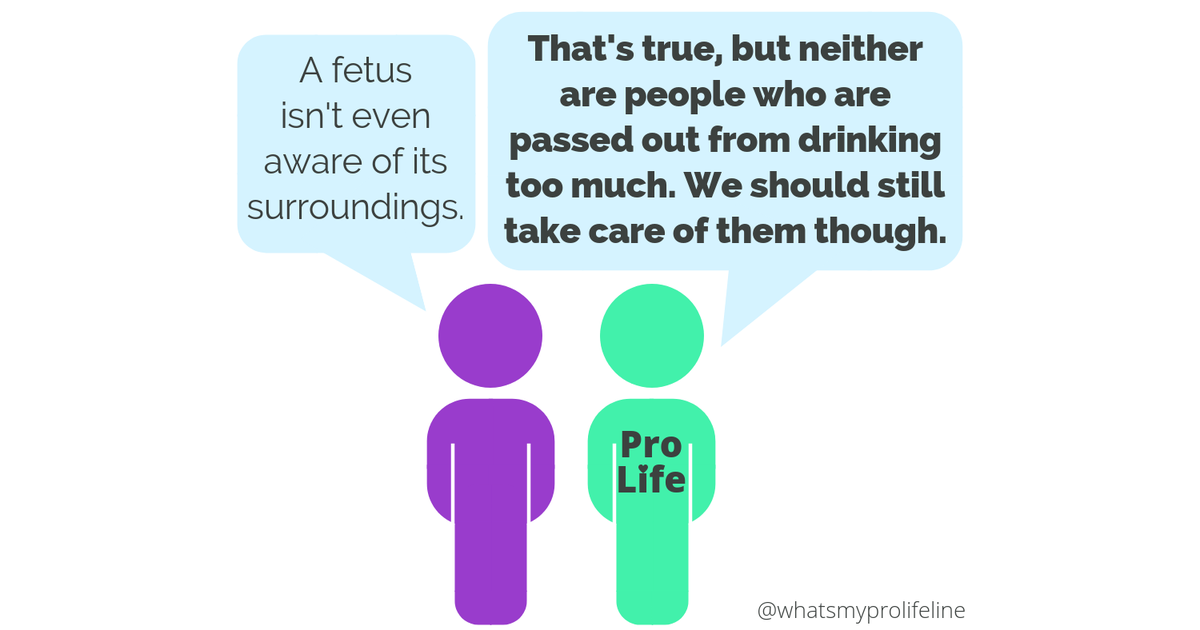 A fetus
isn't even
aware of its
surroundings.
That's true, but neither
are people who are
passed out from drinking
too much. We should still
take care of them though.
Pro
Life
@whatsmyprolifeline